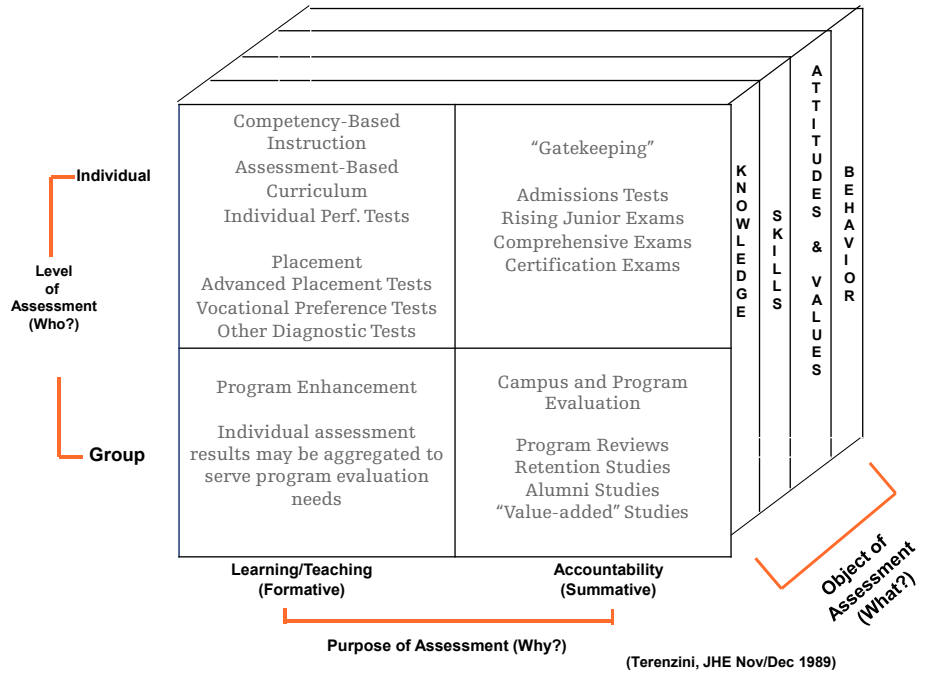 Competency-Based
Instruction
Assessment-Based
Curriculum
Individual Perf. Tests
Placement
Advanced Placement Tests
Vocational Preference Tests
Other Diagnostic Tests
“Gatekeeping”
Admissions Tests
Rising Junior Exams
Comprehensive Exams
Certification Exams
KNOWLEDGE
SKILLS
ATTITUDES & VALUES
BEHAVIOR
Individual
Level
of
Assessment
(Who?)
Group
Program Enhancement
Individual assessment
results may be aggregated to
serve program evaluation
needs
Campus and Program
Evaluation
Program Reviews
Retention Studies
Alumni Studies
“Value-added” Studies
Learning/Teaching
(Formative)
Accountability
(Summative)
Object of
Assessment
(What?)
Purpose of Assessment (Why?)
(Terenzini, JHE Nov/Dec 1989)